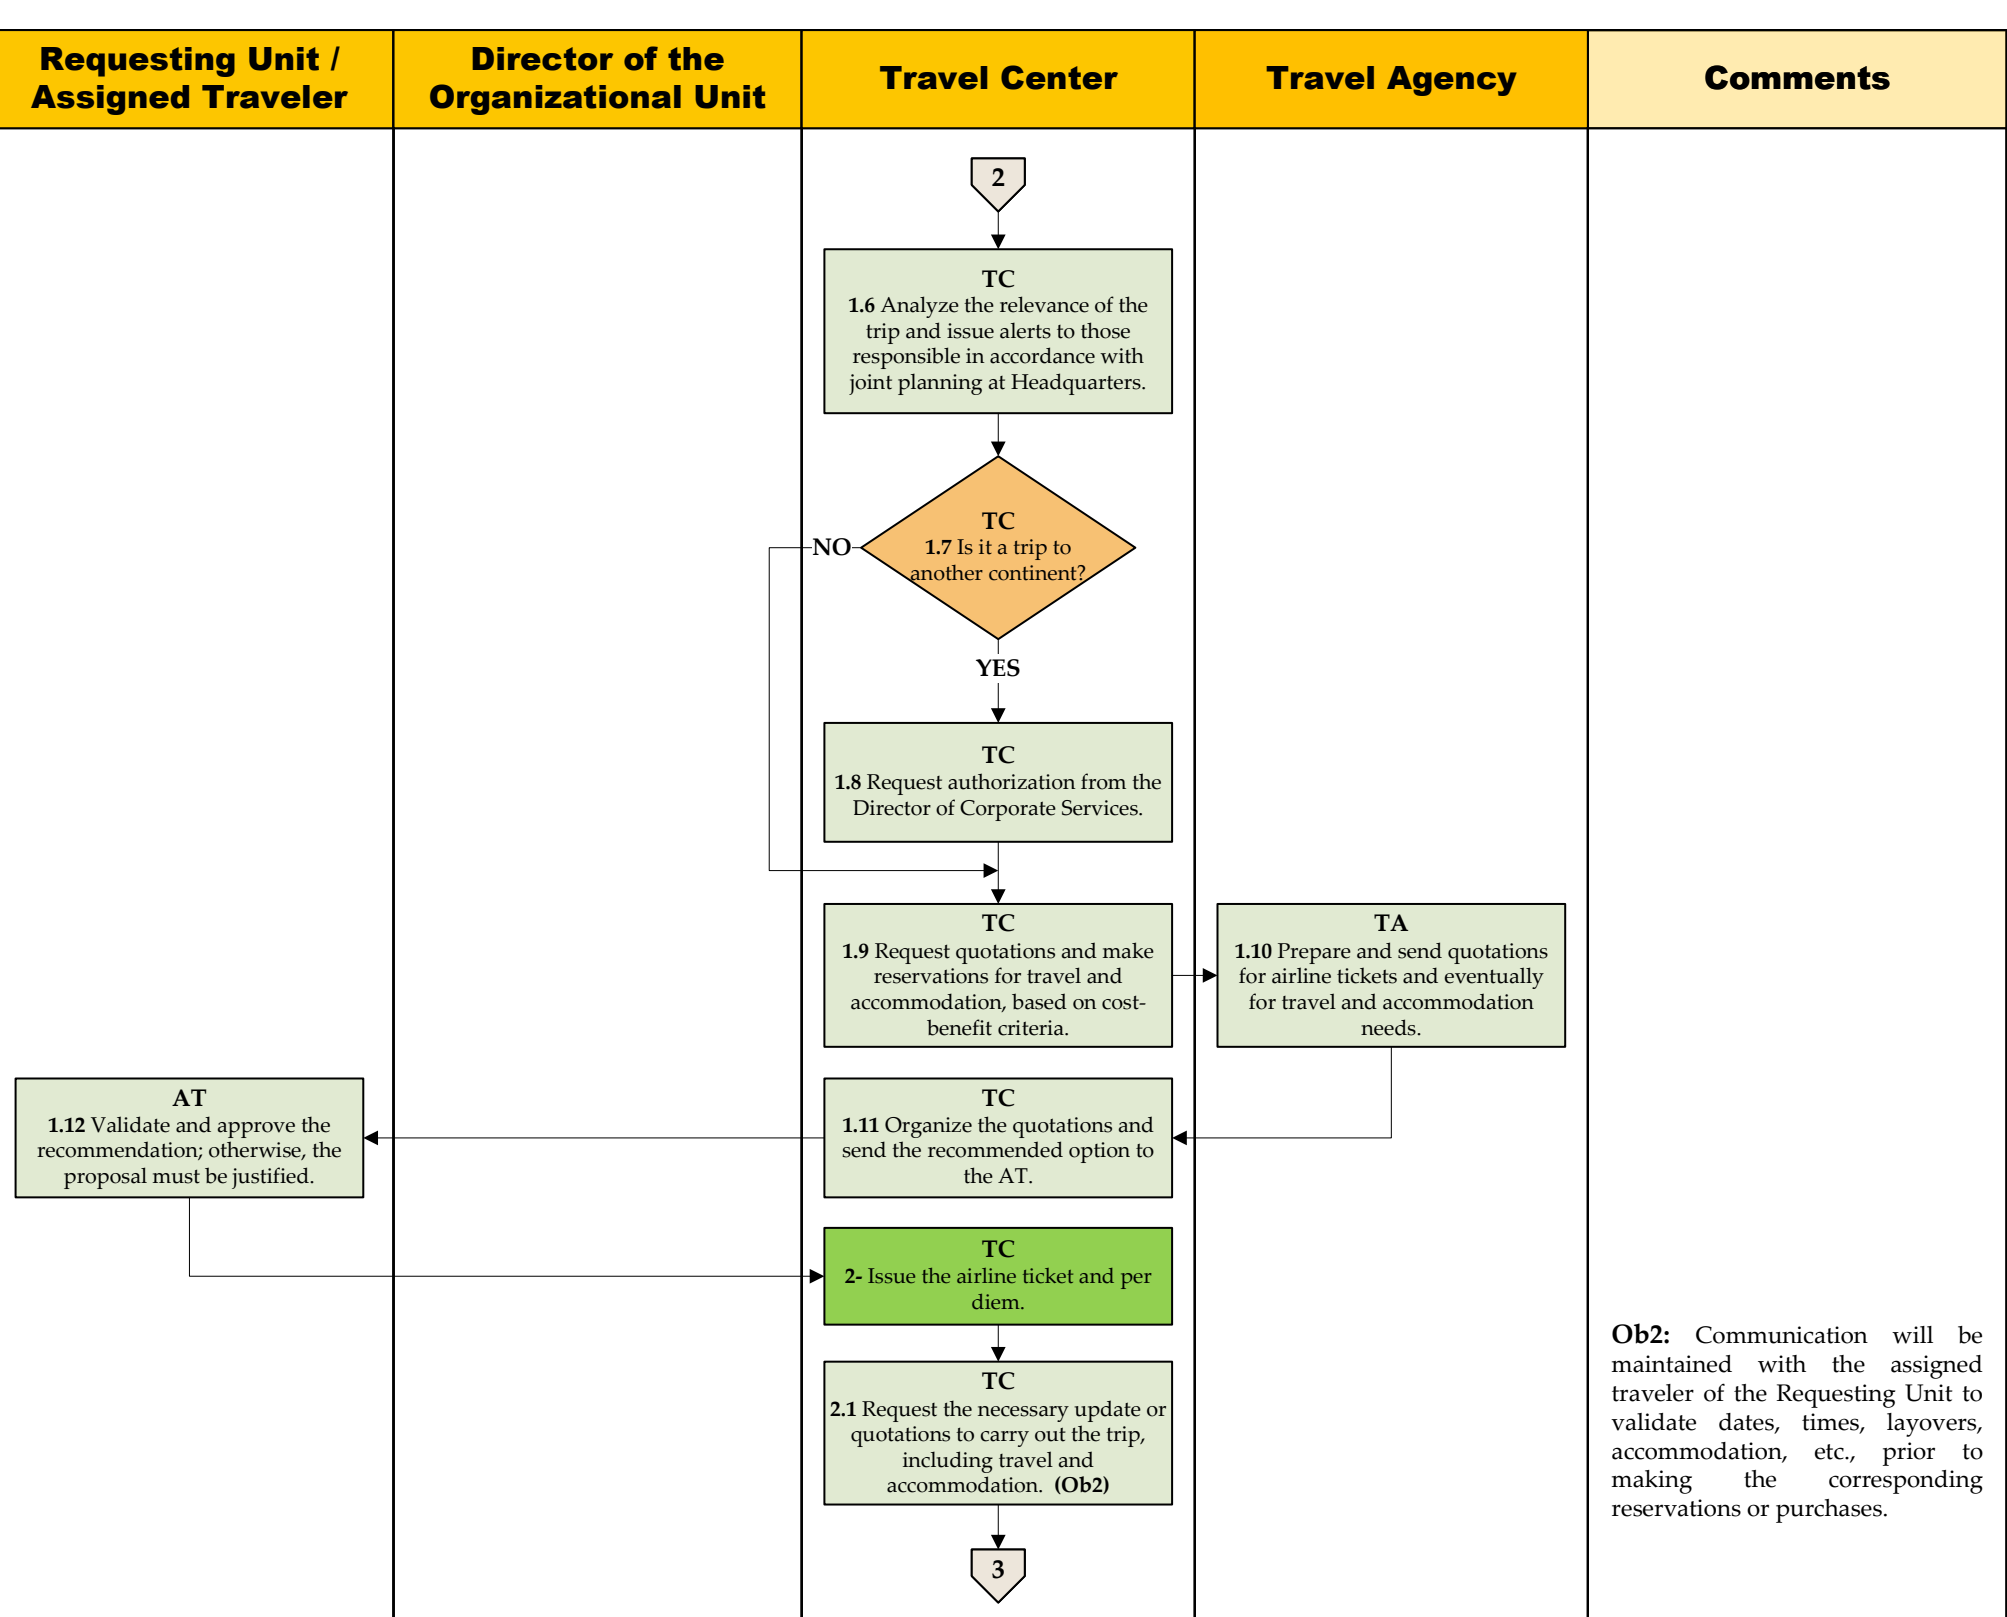 Requesting Unit /
Assigned Traveler
Director of the
Organizational Unit
Travel Center
Travel Agency
Comments
2
TC
1.6 Analyze the relevance of the
trip and issue alerts to those
responsible in accordance with
joint planning at Headquarters.
TC
1.7 Is it a trip to
another continent?
NO
YES
TC
1.8 Request authorization from the
Director of Corporate Services.
TC
1.9 Request quotations and make
reservations for travel and
accommodation, based on cost-
benefit criteria.
TA
1.10 Prepare and send quotations
for airline tickets and eventually
for travel and accommodation
needs.
AT
1.12 Validate and approve the
recommendation; otherwise, the
proposal must be justified.
TC
1.11 Organize the quotations and
send the recommended option to
the AT.
TC
2- Issue the airline ticket and per
diem.
TC
2.1 Request the necessary update or
quotations to carry out the trip,
including travel and
accommodation. (Ob2)
Ob2: Communication will be
maintained with the assigned
traveler of the Requesting Unit to
validate dates, times, layovers,
accommodation, etc., prior to
making the corresponding
reservations or purchases.
3